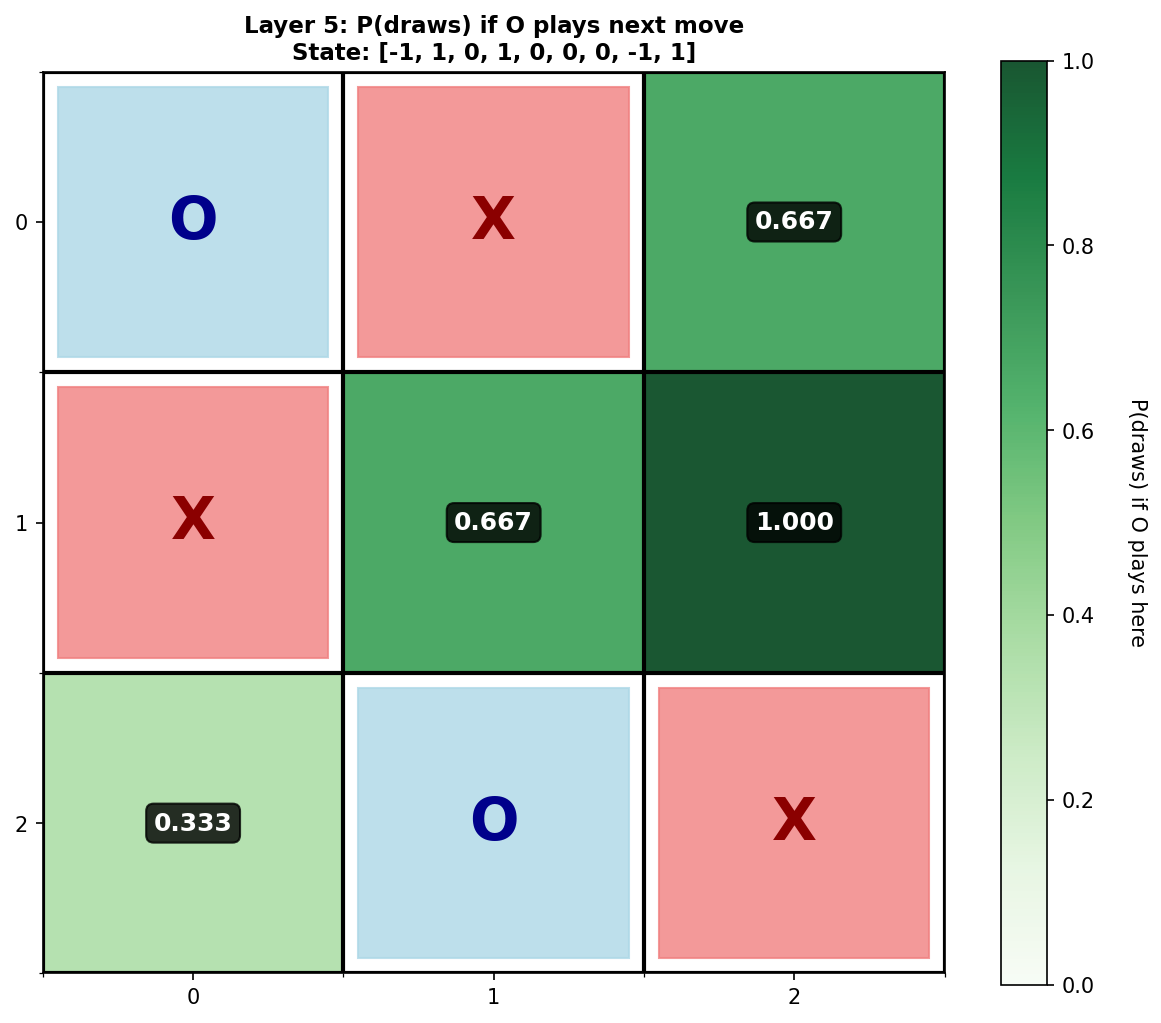 Layer 5: P(draws) if O plays next move
State: [-1, 1, 0, 1, 0, 0, 0, -1, 1]
0
O
X
0.667
1
X
0.667
1.000
2
0.333
O
X
0
1
2
1.0
0.8
0.6
0.4
0.2
0.0
P(draws) if O plays here